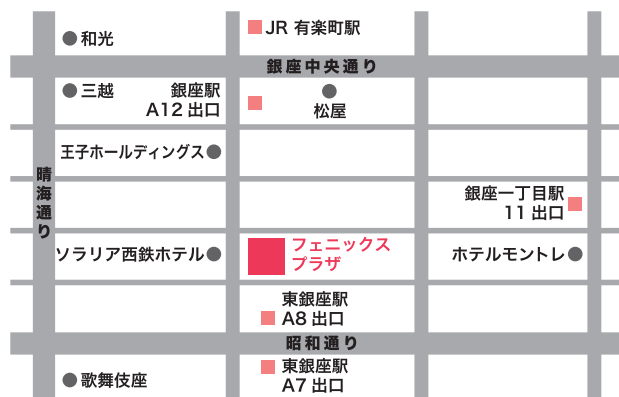 JR 有楽町駅
和光
銀座中央通り
三越
銀座駅
A12 出口
松屋
王子ホールディングス
晴海通り
銀座一丁目駅
11 出口
ソラリア西鉄ホテル
フェニックス
プラザ
ホテルモントレ
東銀座駅
A8 出口
昭和通り
東銀座駅
A7 出口
歌舞伎座